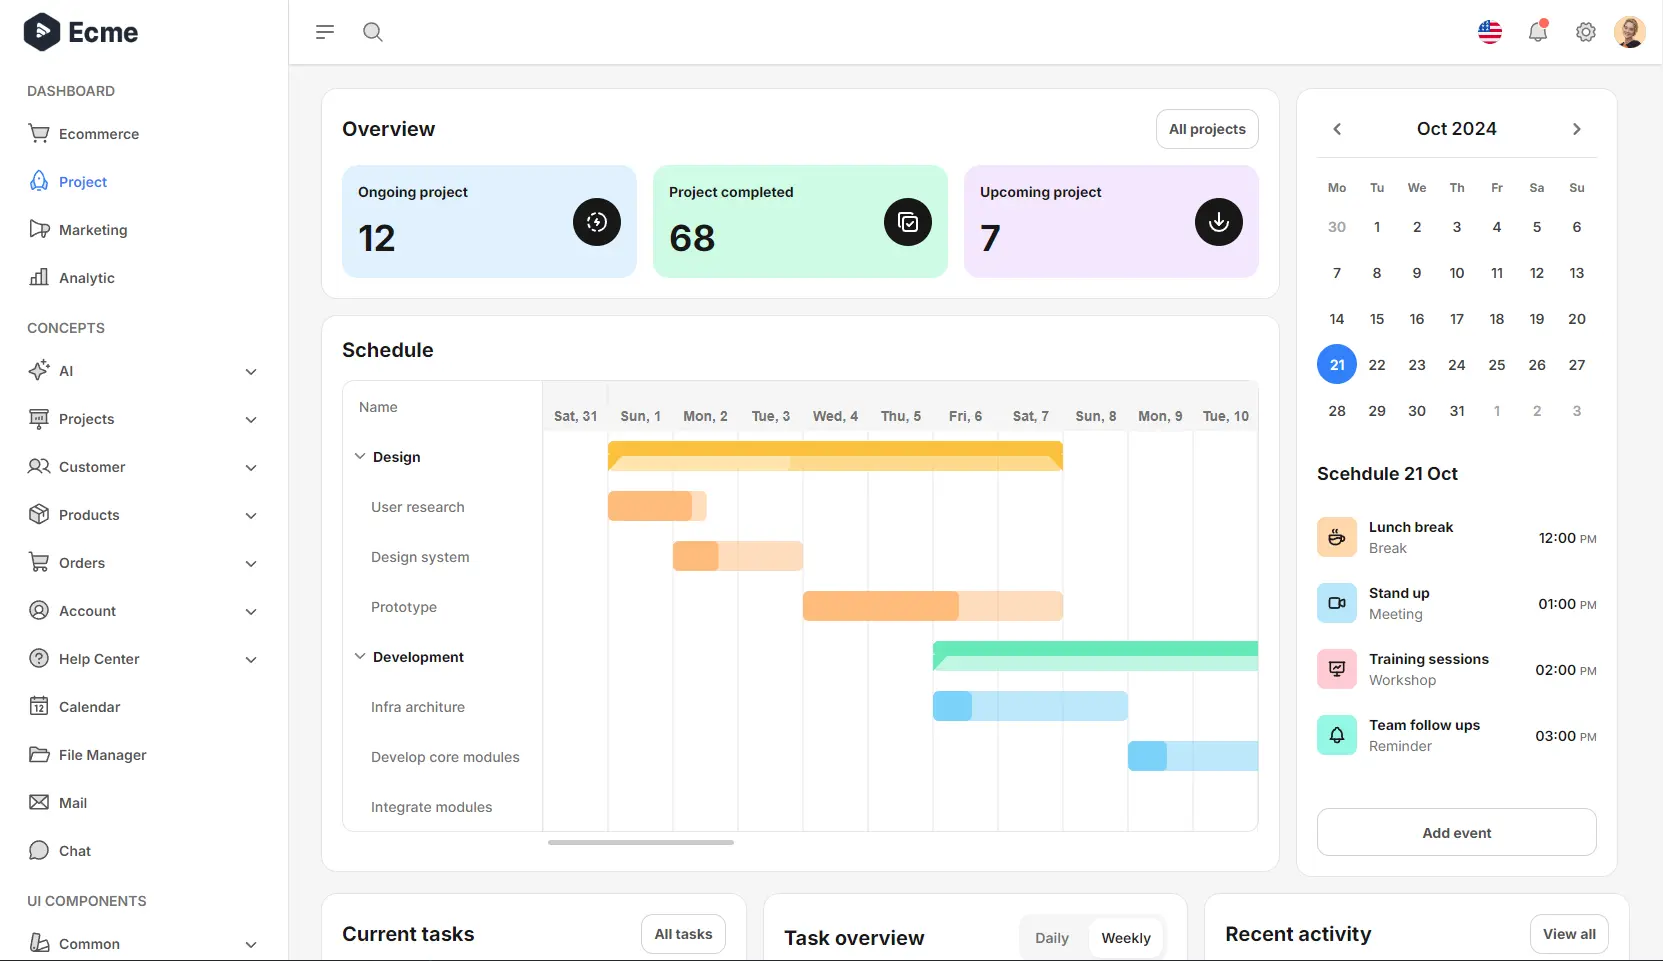 Ecme
DASHBOARD
Ecommerce
Project
Marketing
Analytic
CONCEPTS
AI
Projects
Customer
Products
Orders
Account
Help Center
12
Calendar
File Manager
Mail
Chat
UI COMPONENTS
Common
Overview
All projects
Ongoing project
12
Project completed
68
Upcoming project
7
Schedule
Name
Sat, 31 Sun, 1 Mon, 2 Tue, 3 Wed, 4 Thu, 5 Fri, 6 Sat, 7 Sun, 8 Mon, 9 Tue, 10
Design
User research
Design system
Prototype
Development
Infra architure
Develop core modules
Integrate modules
Oct 2024
Mo Tu We Th Fr Sa Su
30 1 2 3 4 5 6
7 8 9 10 11 12 13
14 15 16 17 18 19 20
21 22 23 24 25 26 27
28 29 30 31 1 2 3
Scehdule 21 Oct
Lunch break
Break
12:00 PM
Stand up
Meeting
01:00 PM
Training sessions
Workshop
02:00 PM
Team follow ups
Reminder
03:00 PM
Add event
Current tasks
All tasks
Task overview
Daily Weekly
Recent activity
View all